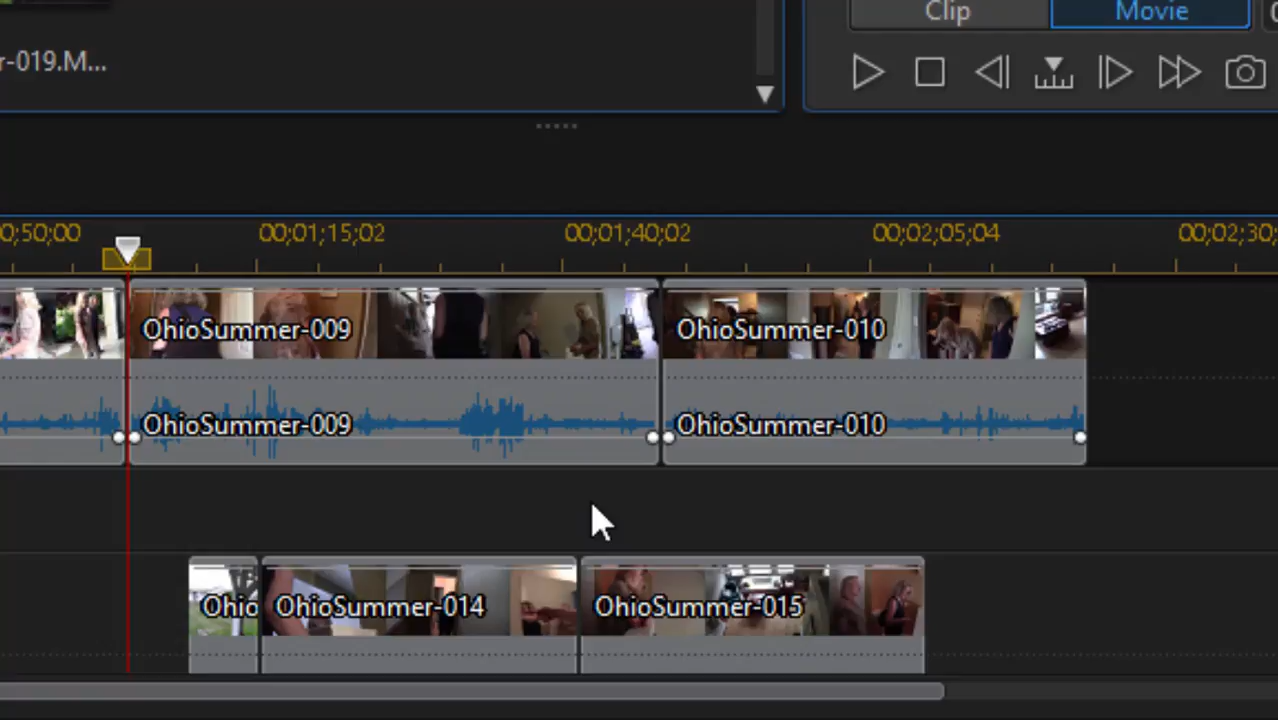 Clip Movie
r-019.M...
0;50;00 00;01;15;02 00;01;40;02 00;02;05;04 00;02;30;
OhioSummer-009 OhioSummer-010
OhioSummer-009 OhioSummer-010
Ohio OhioSummer-014 OhioSummer-015